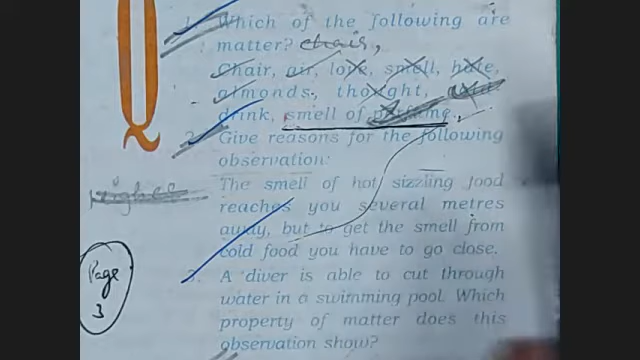 Q
1. Which of the following are
matter? chair,
Chair, air, love, smell, hate,
almonds, thought,
drink, smell of perfume.
2. Give reasons for the following
observation:
The smell of hot sizzling food
reaches you several metres
away, but to get the smell from
cold food you have to go close.
3. A diver is able to cut through
water in a swimming pool. Which
property of matter does this
observation show?
Page
3